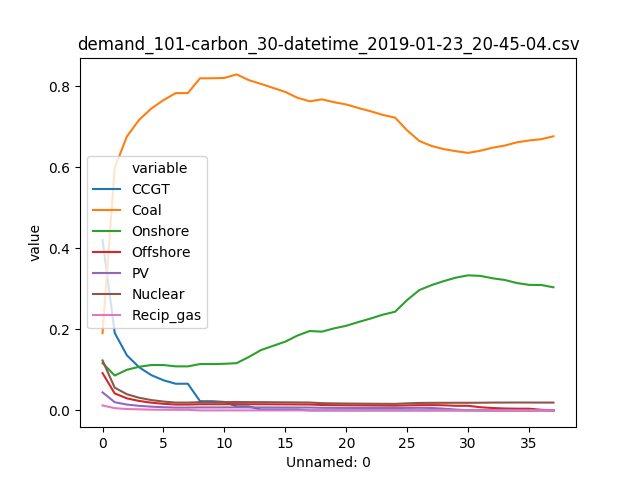 demand_101-carbon_30-datetime_2019-01-23_20-45-04.csv
0.8
0.6
0.4
0.2
0.0
value
variable
CCGT
Coal
Onshore
Offshore
PV
Nuclear
Recip_gas
0 5 10 15 20 25 30 35
Unnamed: 0